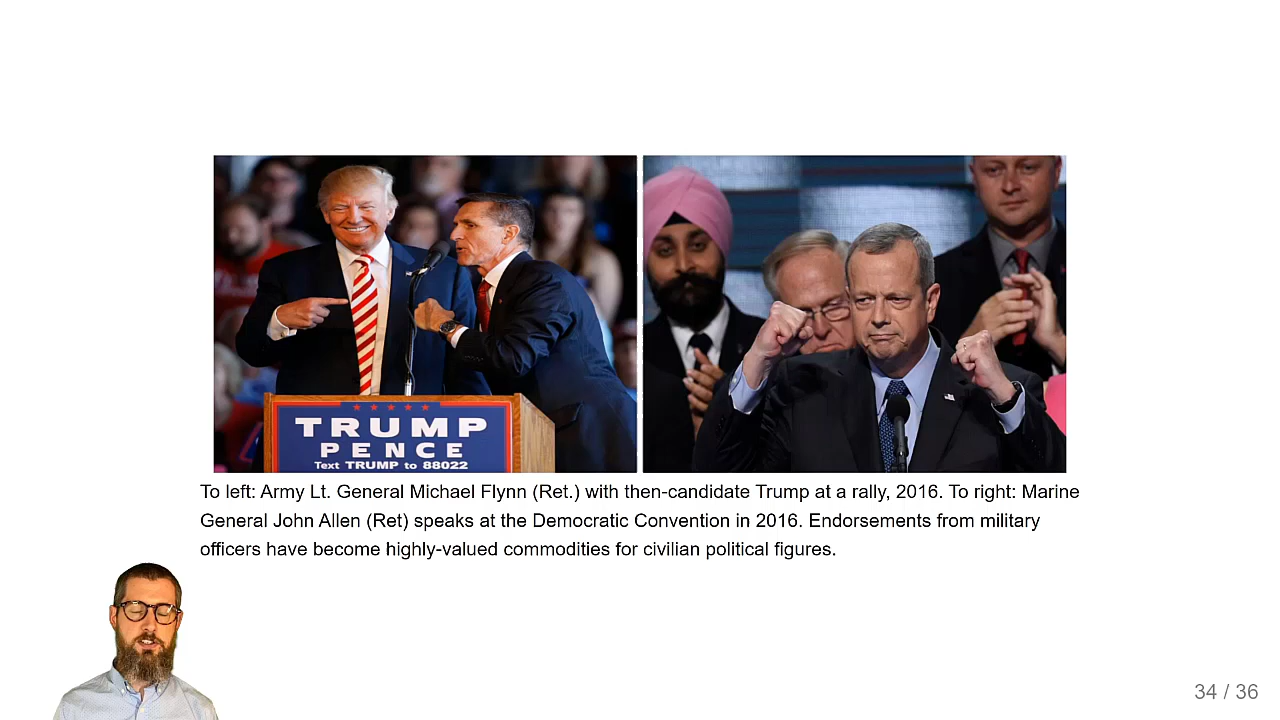 TRUMP
PENCE
Text TRUMP to 88022
To left: Army Lt. General Michael Flynn (Ret.) with then-candidate Trump at a rally, 2016. To right: Marine
General John Allen (Ret) speaks at the Democratic Convention in 2016. Endorsements from military
officers have become highly-valued commodities for civilian political figures.
34 / 36